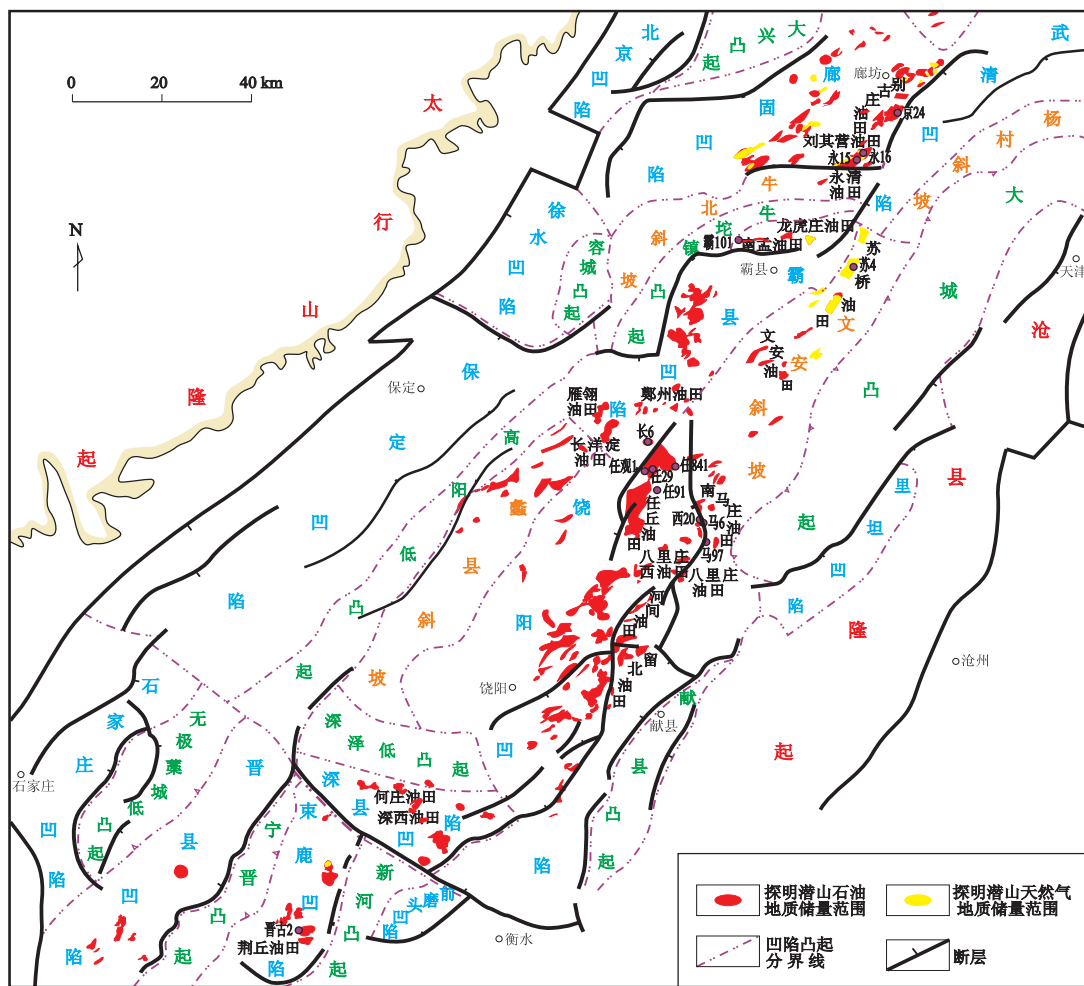 0 20 40 km
N
太行山隆起
北京凹陷
大兴凸起
廊固凹陷
武清凹陷
杨村斜坡
大城凸起
沧县隆起
徐水凹陷
容城凸起
牛北斜坡
牛坨镇凸起
霸县凹陷
文安斜坡
保定凹陷
高阳低凸起
蠡县斜坡
饶阳凹陷
里坦凹陷
献县凸起
石家庄凹陷
无极藁城低凸起
晋县凹陷
宁晋凸起
束鹿凹陷
深泽低凸起
深县凹陷
新河凸起
前磨头凹陷
陷
廊坊
霸县
天津
保定
沧州
饶阳
献县
石家庄
衡水
别古庄油田
京24
刘其营油田
永15
永16
永清油田
龙虎庄油田
霸101
南孟油田
苏4
苏桥油田
文安油田
雁翎油田
鄚州油田
长6
长洋淀油田
任观1
任841
任29
任91
任丘油田
南马庄油田
西20
马6
马97
八里庄西油田
八里庄油田
河间油田
留北油田
何庄油田
深西油田
晋古2
荆丘油田
探明潜山石油地质储量范围
探明潜山天然气地质储量范围
凹陷凸起分界线
断层